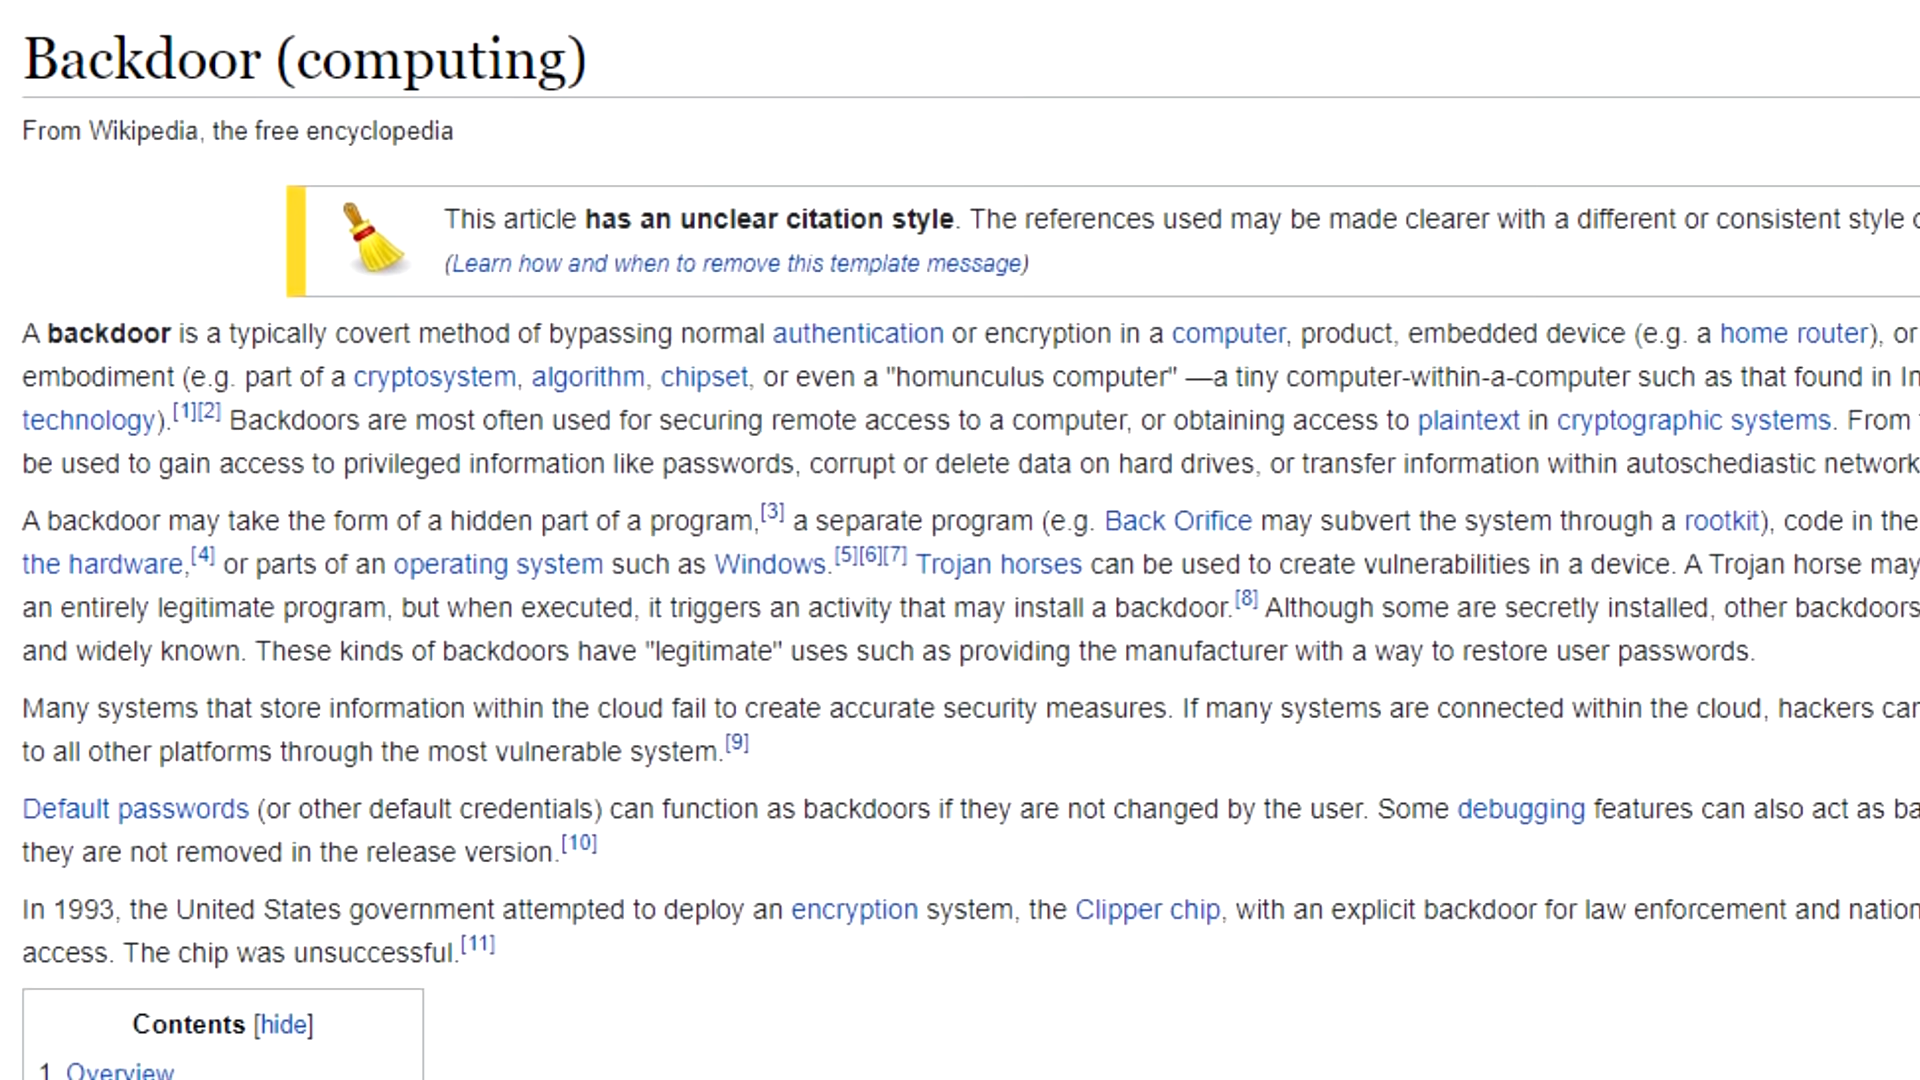 Backdoor (computing)
From Wikipedia, the free encyclopedia
This article has an unclear citation style. The references used may be made clearer with a different or consistent style
(Learn how and when to remove this template message)
A backdoor is a typically covert method of bypassing normal authentication or encryption in a computer, product, embedded device (e.g. a home router), or
embodiment (e.g. part of a cryptosystem, algorithm, chipset, or even a "homunculus computer" —a tiny computer-within-a-computer such as that found in
technology).[1][2] Backdoors are most often used for securing remote access to a computer, or obtaining access to plaintext in cryptographic systems. From
be used to gain access to privileged information like passwords, corrupt or delete data on hard drives, or transfer information within autoschediastic network
A backdoor may take the form of a hidden part of a program,[3] a separate program (e.g. Back Orifice may subvert the system through a rootkit), code in the
the hardware,[4] or parts of an operating system such as Windows.[5][6][7] Trojan horses can be used to create vulnerabilities in a device. A Trojan horse may
an entirely legitimate program, but when executed, it triggers an activity that may install a backdoor.[8] Although some are secretly installed, other backdoors
and widely known. These kinds of backdoors have "legitimate" uses such as providing the manufacturer with a way to restore user passwords.
Many systems that store information within the cloud fail to create accurate security measures. If many systems are connected within the cloud, hackers can
to all other platforms through the most vulnerable system.[9]
Default passwords (or other default credentials) can function as backdoors if they are not changed by the user. Some debugging features can also act as ba
they are not removed in the release version.[10]
In 1993, the United States government attempted to deploy an encryption system, the Clipper chip, with an explicit backdoor for law enforcement and nation
access. The chip was unsuccessful.[11]
Contents [hide]
1 Overview